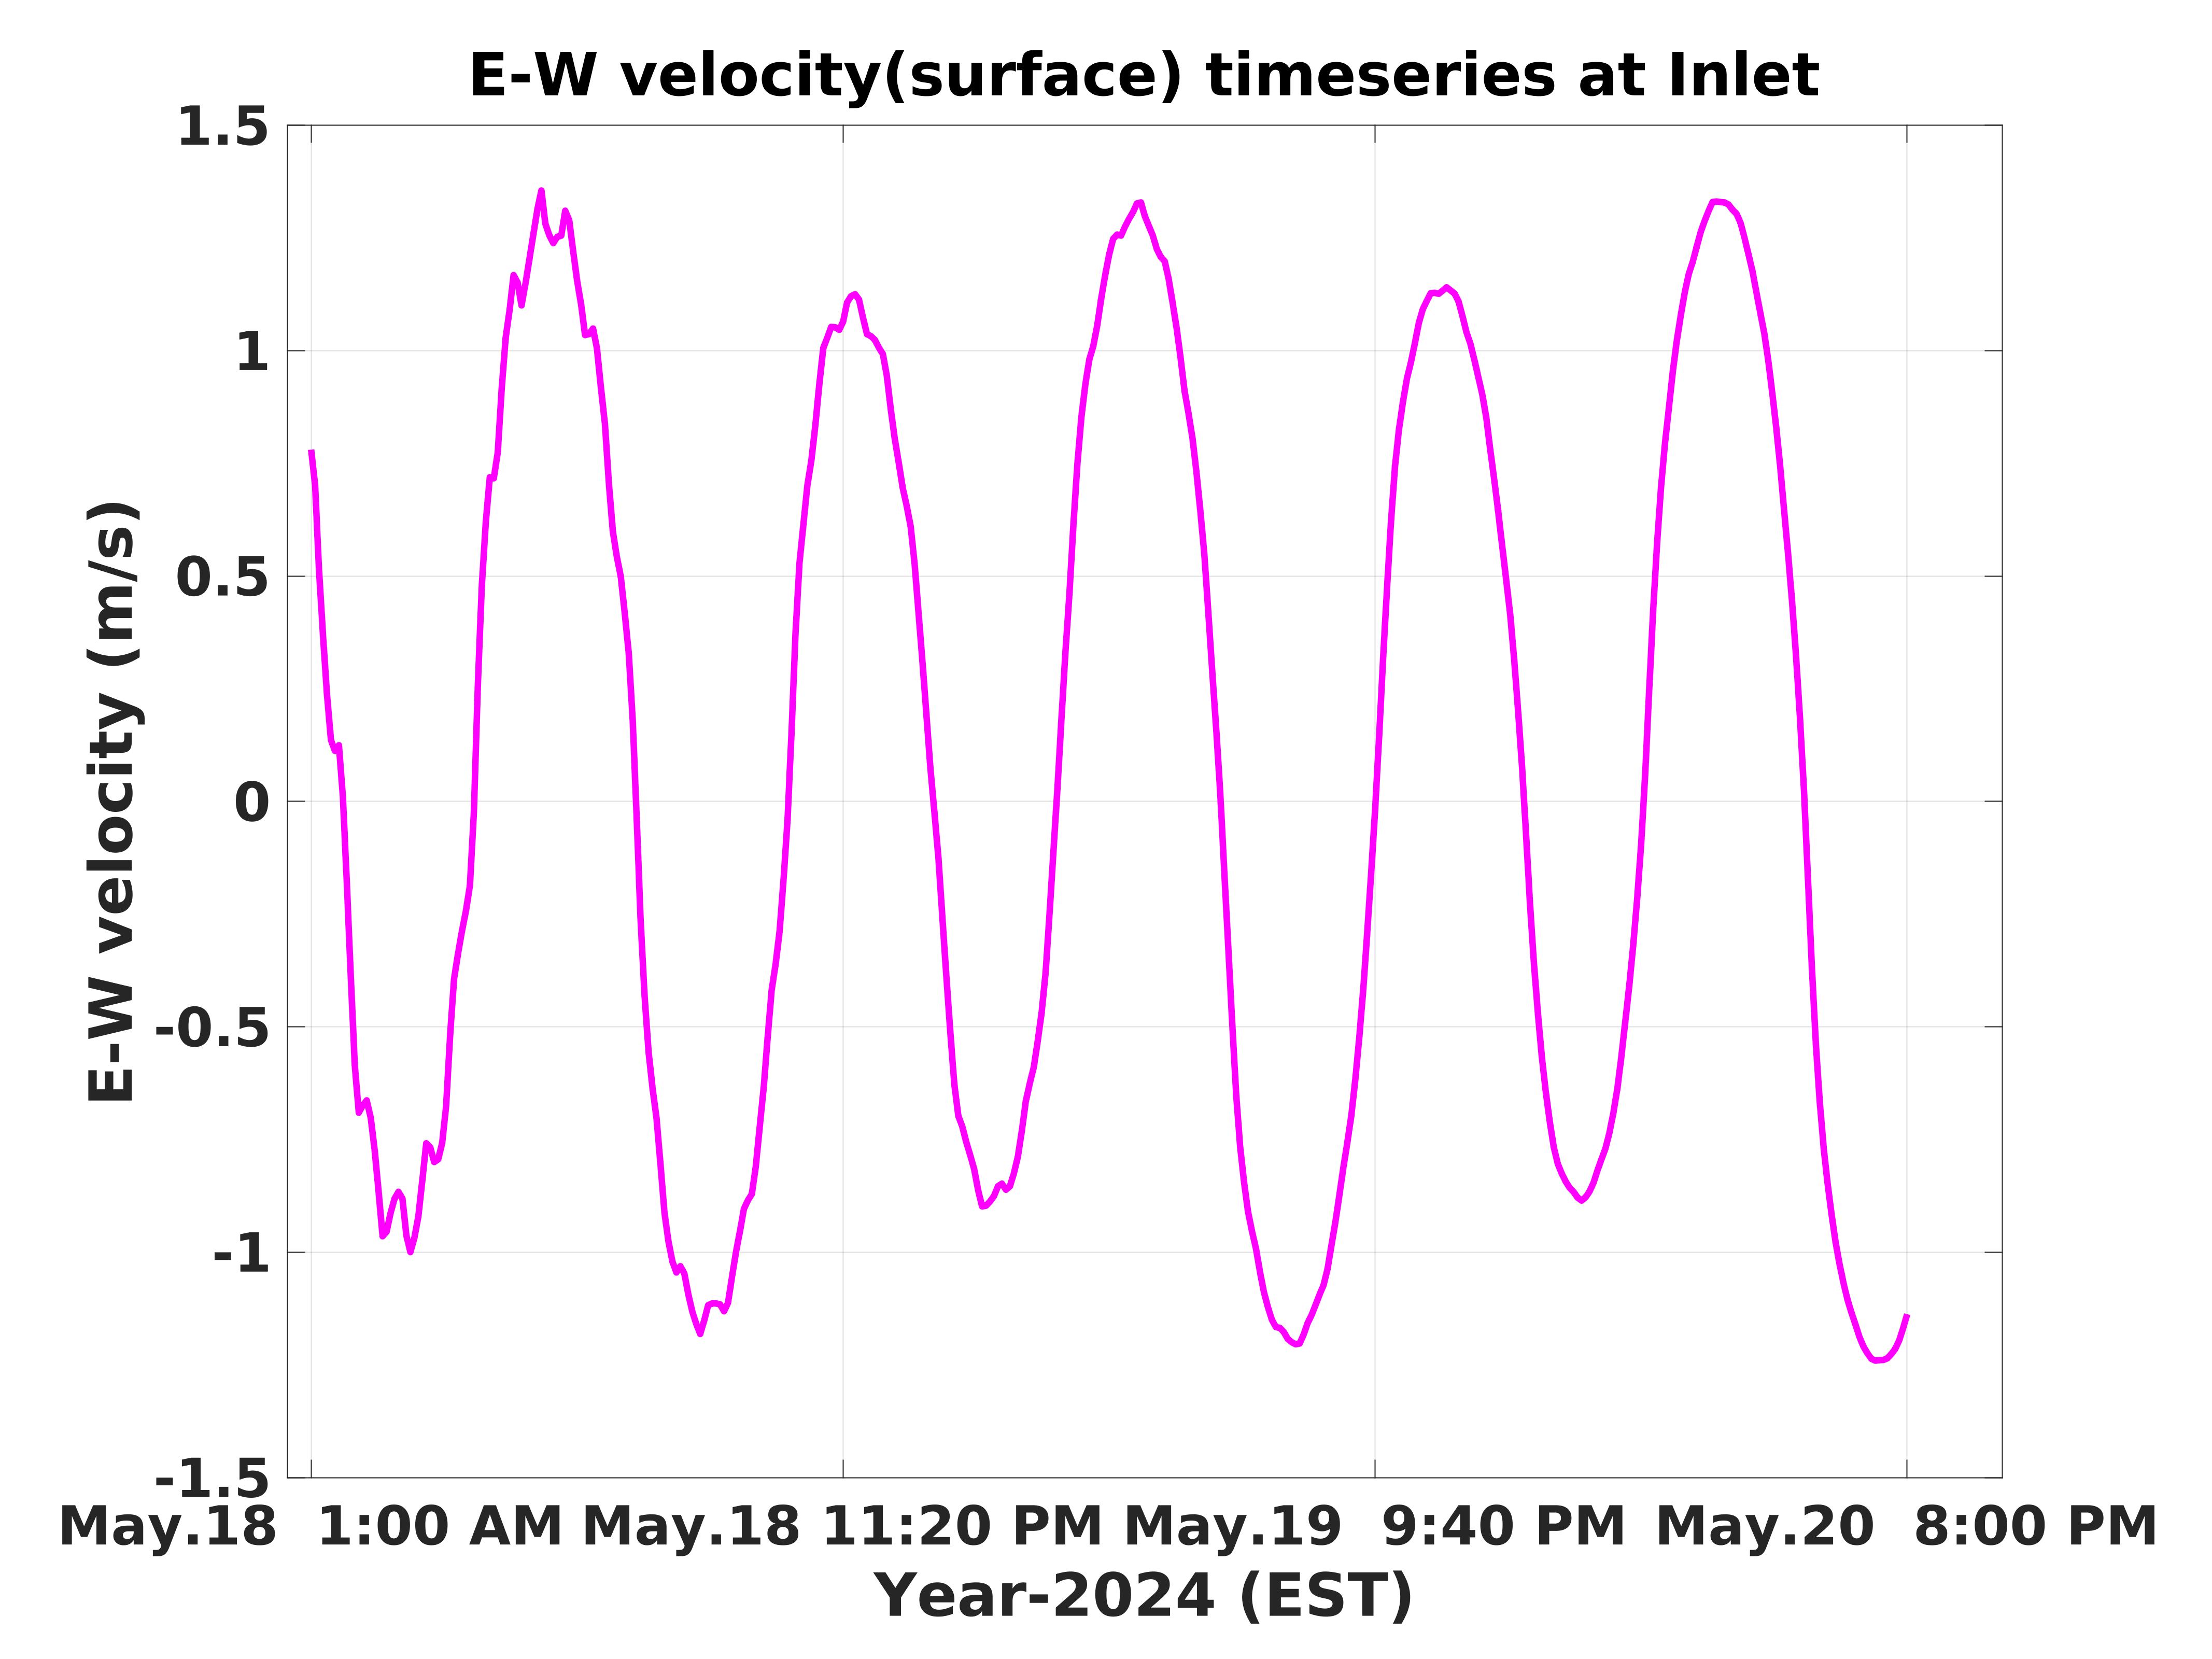 E-W velocity(surface) timeseries at Inlet
E-W velocity (m/s)
1.5
1
0.5
0
-0.5
-1
-1.5
May.18 1:00 AM May.18 11:20 PM May.19 9:40 PM May.20 8:00 PM
Year-2024 (EST)